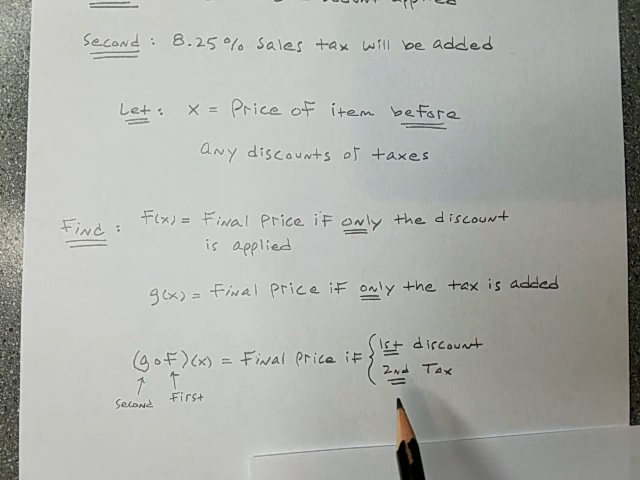 applied
Second : 8.25% sales tax will be added
Let : x = Price of item before
any discounts or taxes
Find : F(x) = Final Price if only the discount
is applied
g(x) = Final price if only the tax is added
(g∘F)(x) = Final Price if { 1st discount
2nd Tax
Second First